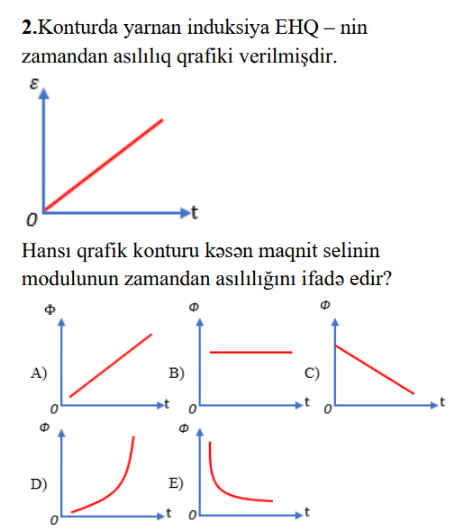 2.Konturda yarnan induksiya EHQ – nin
zamandan asılılıq qrafiki verilmişdir.
ε
0
t
Hansı qrafik konturu kəsən maqnit selinin
modulunun zamandan asılılığını ifadə edir?
Φ Φ Φ
A) B) C)
0 t 0 t 0 t
Φ Φ
D) E)
0 t 0 t